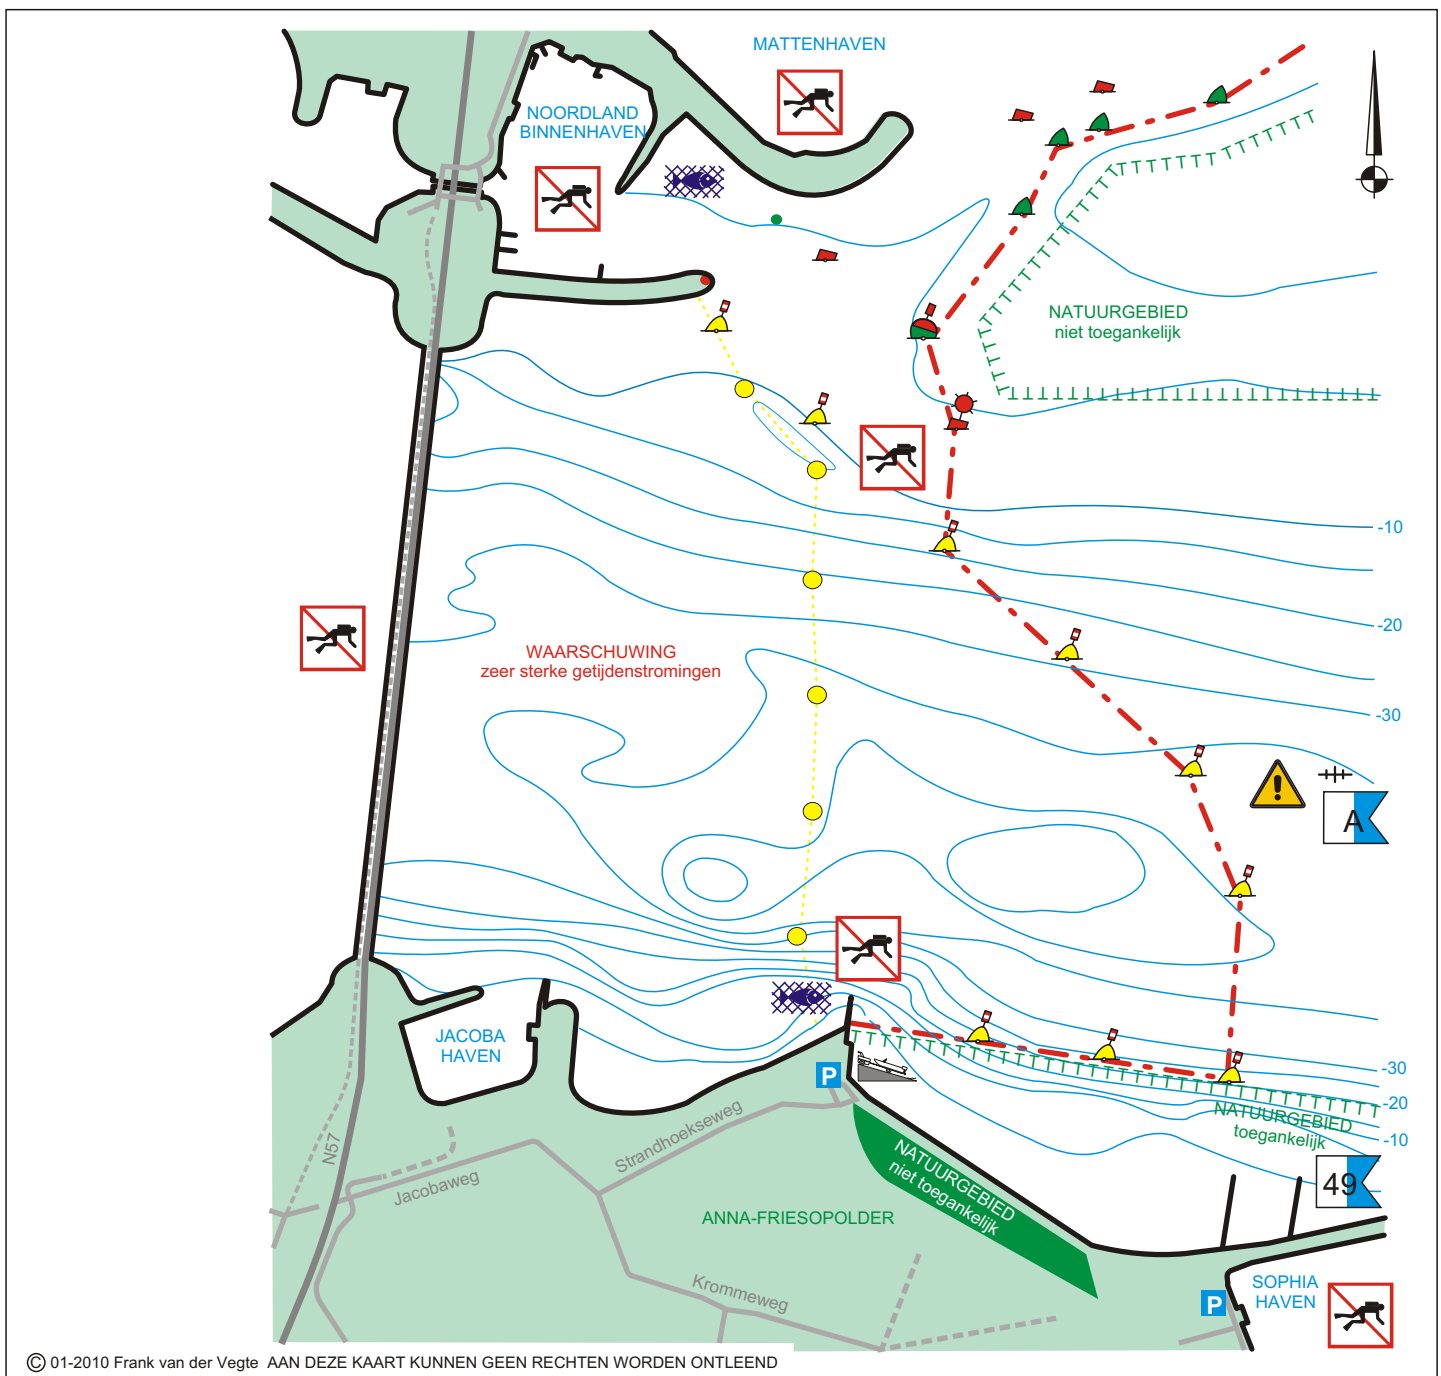 MATTENHAVEN
NOORDLAND
BINNENHAVEN
NATUURGEBIED
niet toegankelijk
-10
-20
WAARSCHUWING
zeer sterke getijdenstromingen
-30
A
JACOBA
HAVEN
P
-30
-20
-10
NATUURGEBIED
toegankelijk
49
N57
Jacobaweg
Strandhoekseweg
NATUURGEBIED
niet toegankelijk
ANNA-FRIESOPOLDER
Krommeweg
SOPHIA
HAVEN
P
© 01-2010 Frank van der Vegte AAN DEZE KAART KUNNEN GEEN RECHTEN WORDEN ONTLEEND